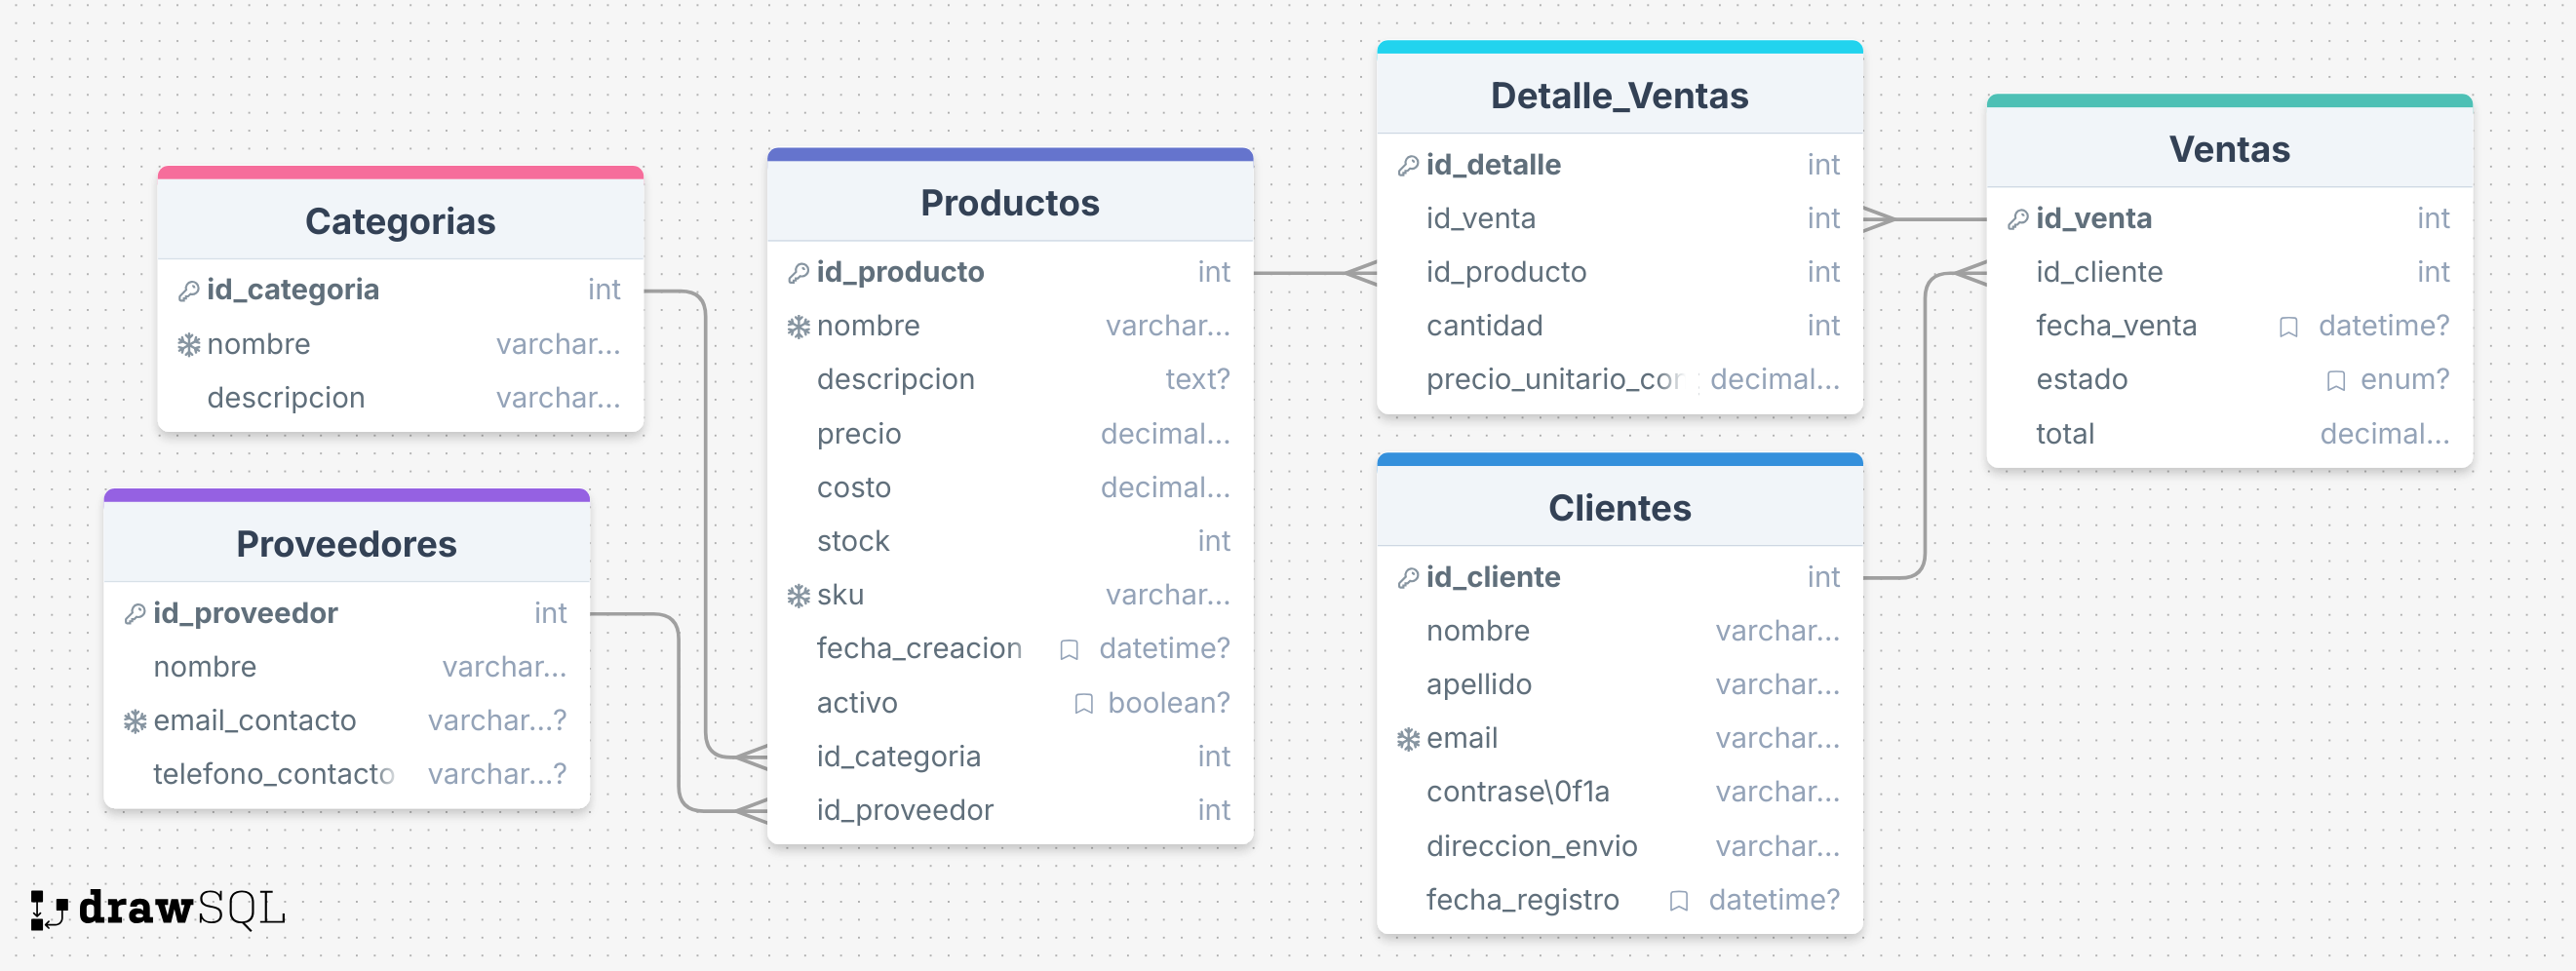 Categorias
id_categoria int
nombre varchar...
descripcion varchar...
Proveedores
id_proveedor int
nombre varchar...
email_contacto varchar...?
telefono_contacto varchar...?
Productos
id_producto int
nombre varchar...
descripcion text?
precio decimal...
costo decimal...
stock int
sku varchar...
fecha_creacion datetime?
activo boolean?
id_categoria int
id_proveedor int
Detalle_Ventas
id_detalle int
id_venta int
id_producto int
cantidad int
precio_unitario_cor decimal...
Clientes
id_cliente int
nombre varchar...
apellido varchar...
email varchar...
contrase\0f1a varchar...
direccion_envio varchar...
fecha_registro datetime?
Ventas
id_venta int
id_cliente int
fecha_venta datetime?
estado enum?
total decimal...
drawSQL